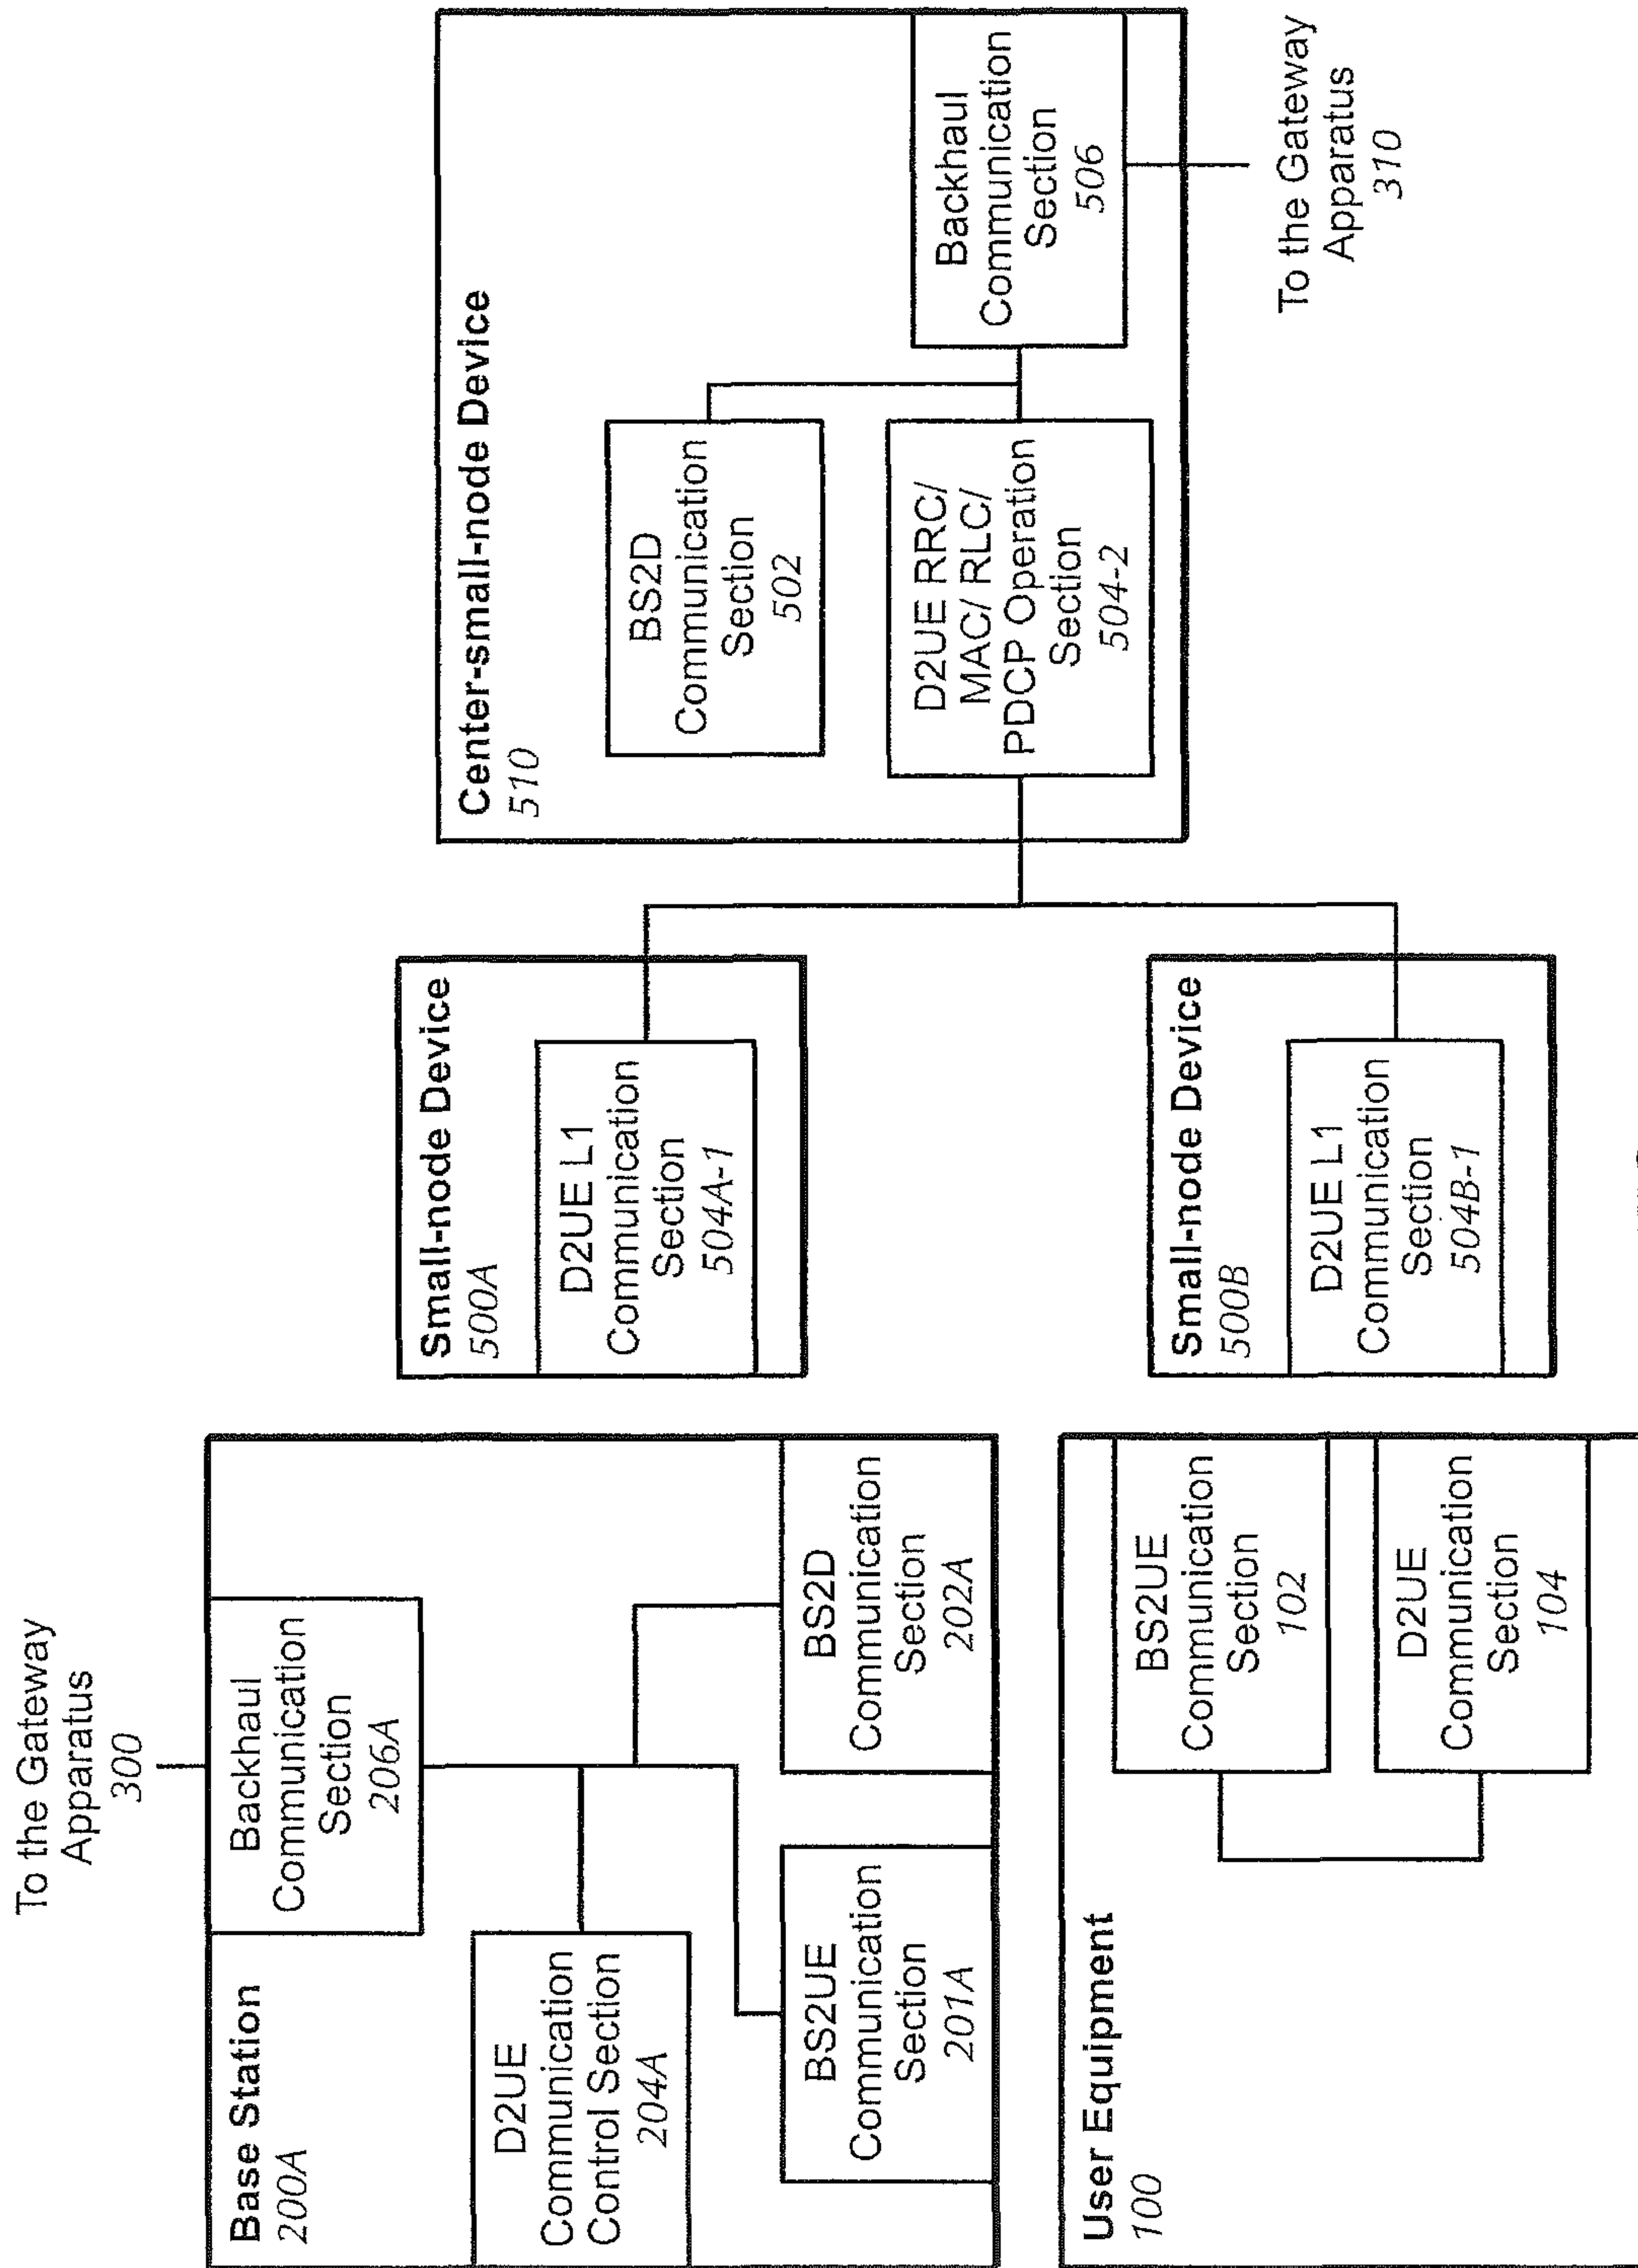 To the Gateway
Apparatus
300
Base Station
200A
Backhaul
Communication
Section
206A
D2UE
Communication
Control Section
204A
BS2UE
Communication
Section
201A
BS2D
Communication
Section
202A
User Equipment
100
BS2UE
Communication
Section
102
D2UE
Communication
Section
104
Small-node Device
500A
D2UE L1
Communication
Section
504A-1
Small-node Device
500B
D2UE L1
Communication
Section
504B-1
Center-small-node Device
510
BS2D
Communication
Section
502
D2UE RRC/
MAC/ RLC/
PDCP Operation
Section
504-2
Backhaul
Communication
Section
506
To the Gateway
Apparatus
310